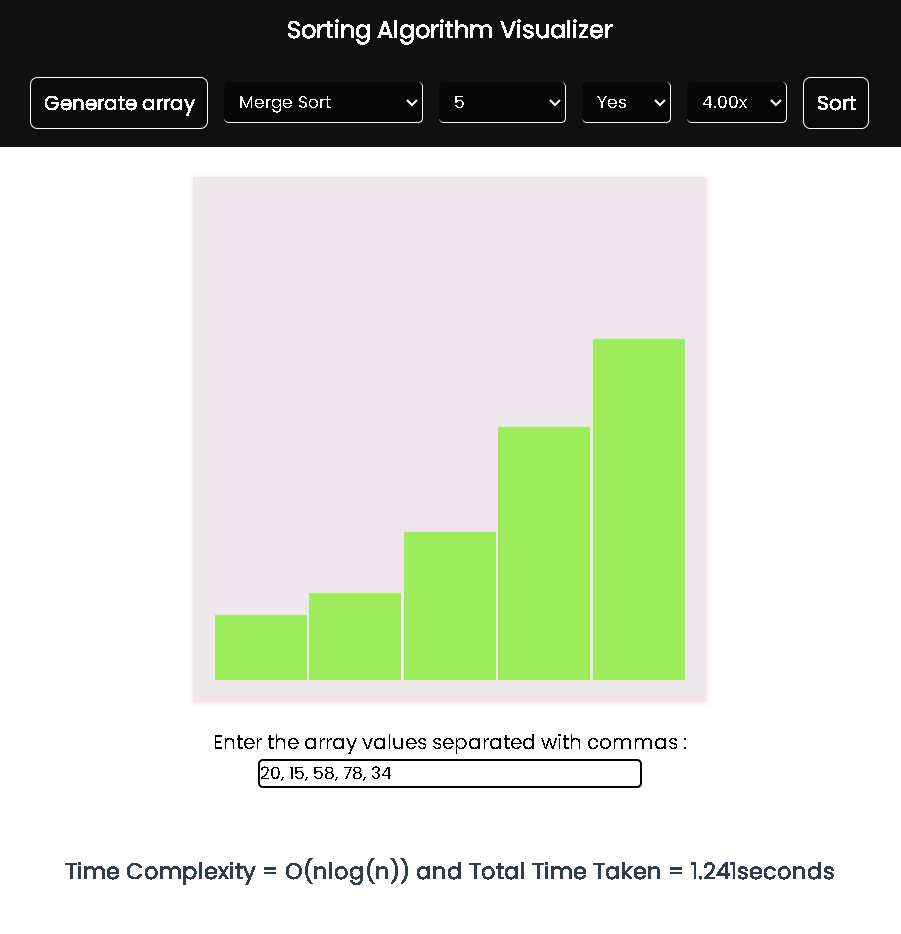 Sorting Algorithm Visualizer
Generate array Merge Sort 5 Yes 4.00x Sort
Enter the array values separated with commas :
20, 15, 58, 78, 34
Time Complexity = O(nlog(n)) and Total Time Taken = 1.241seconds